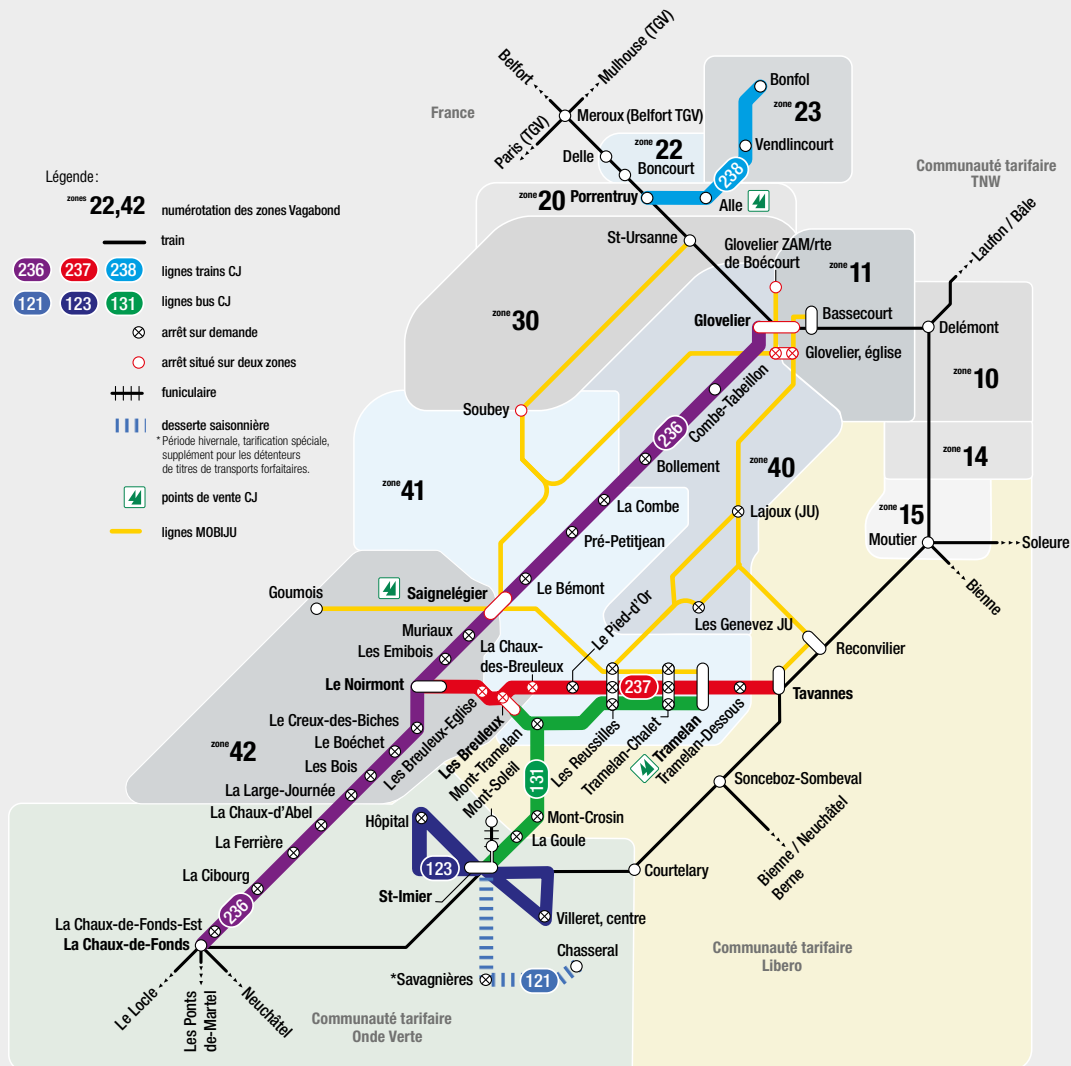 Belfort
Mulhouse (TGV)
France
Meroux (Belfort TGV)
Paris (TGV)
Bonfol
zone 23
Vendlincourt
zone 22
Delle
Boncourt
238
Communauté tarifaire
TNW
Légende :
zones 22,42 numérotation des zones Vagabond
train
236 237 238 lignes trains CJ
121 123 131 lignes bus CJ
arrêt sur demande
arrêt situé sur deux zones
funiculaire
desserte saisonnière
* Période hivernale, tarification spéciale,
supplément pour les détenteurs
de titres de transports forfaitaires.
points de vente CJ
lignes MOBIJU
zone 20 Porrentruy
Alle
St-Ursanne
Glovelier ZAM/rte
de Boécourt
zone 11
Laufon / Bâle
zone 30
Glovelier
Bassecourt
Delémont
Glovelier, église
zone 10
Combe-Tabeillon
Soubey
236
zone 41
Bollement
zone 40
zone 14
La Combe
Lajoux (JU)
zone 15
Pré-Petitjean
Moutier
Soleure
Bienne
Le Bémont
Saignelégier
Goumois
Le Pied-d'Or
Les Genevez JU
Muriaux
La Chaux-
des-Breuleux
Reconvilier
Les Emibois
Le Noirmont
237
Tavannes
Le Creux-des-Biches
Les Breuleux-Eglise
Les Breuleux
Mont-Tramelan
Mont-Soleil
Les Reussilles
Tramelan-Chalet
Tramelan
Tramelan-Dessous
zone 42
Le Boéchet
Les Bois
131
La Large-Journée
Sonceboz-Sombeval
La Chaux-d'Abel
Hôpital
Mont-Crosin
La Ferrière
La Goule
Bienne / Neuchâtel
Berne
123
La Cibourg
St-Imier
Courtelary
236
Villeret, centre
La Chaux-de-Fonds-Est
La Chaux-de-Fonds
Chasseral
*Savagnières
121
Communauté tarifaire
Libero
Le Locle
Les Ponts
de-Martel
Neuchâtel
Communauté tarifaire
Onde Verte